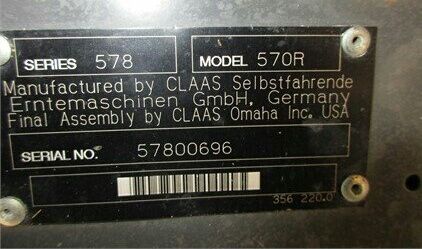 SERIES 578 MODEL 570R
Manufactured by CLAAS Selbstfahrende
Erntemaschinen GmbH, Germany
Final Assembly by CLAAS Omaha Inc. USA
SERIAL NO. 57800696
356 220.0